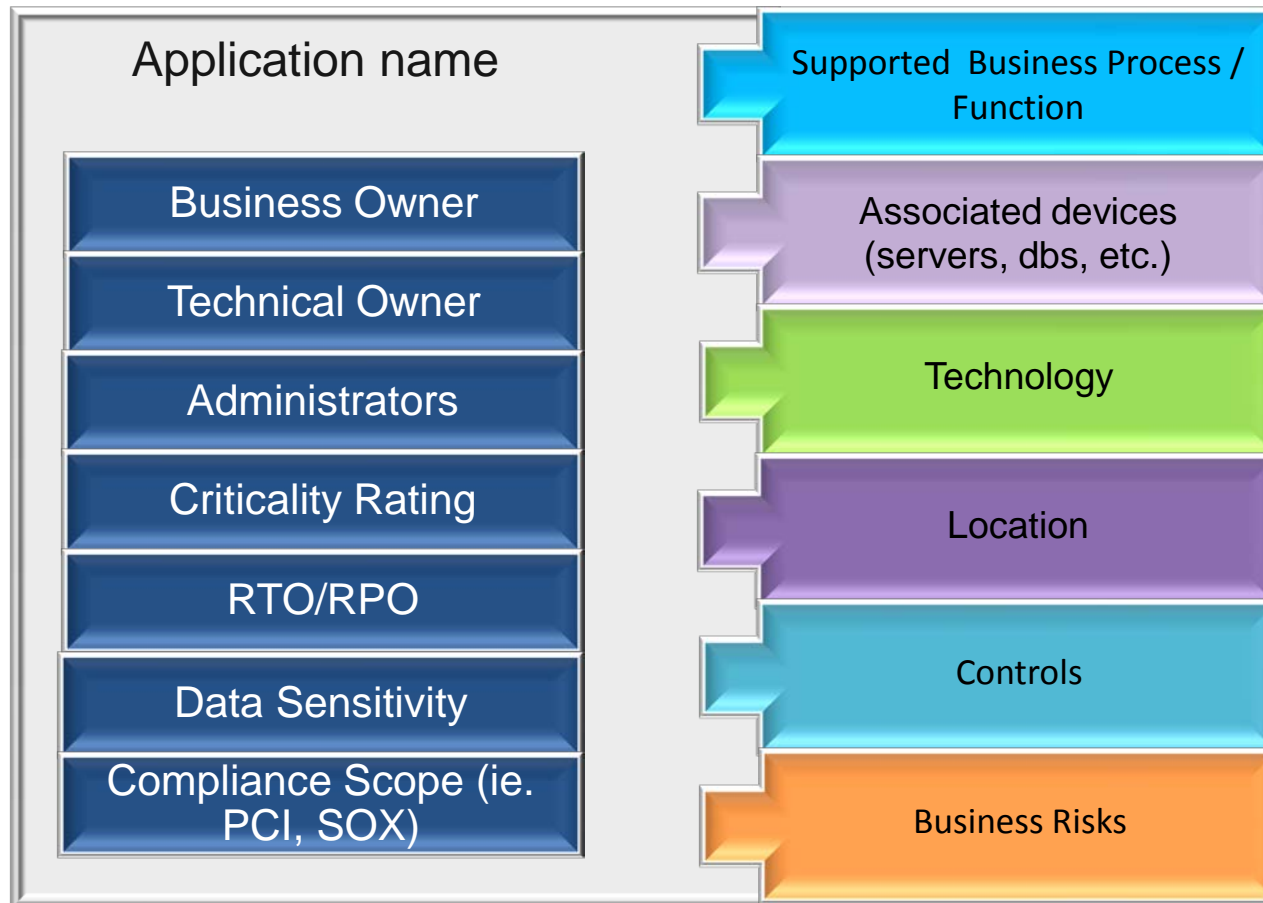 Application name
Business Owner
Technical Owner
Administrators
Criticality Rating
RTO/RPO
Data Sensitivity
Compliance Scope (ie.
PCI, SOX)
Supported  Business Process /
Function
Associated devices
(servers, dbs, etc.)
Technology
Location
Controls
Business Risks